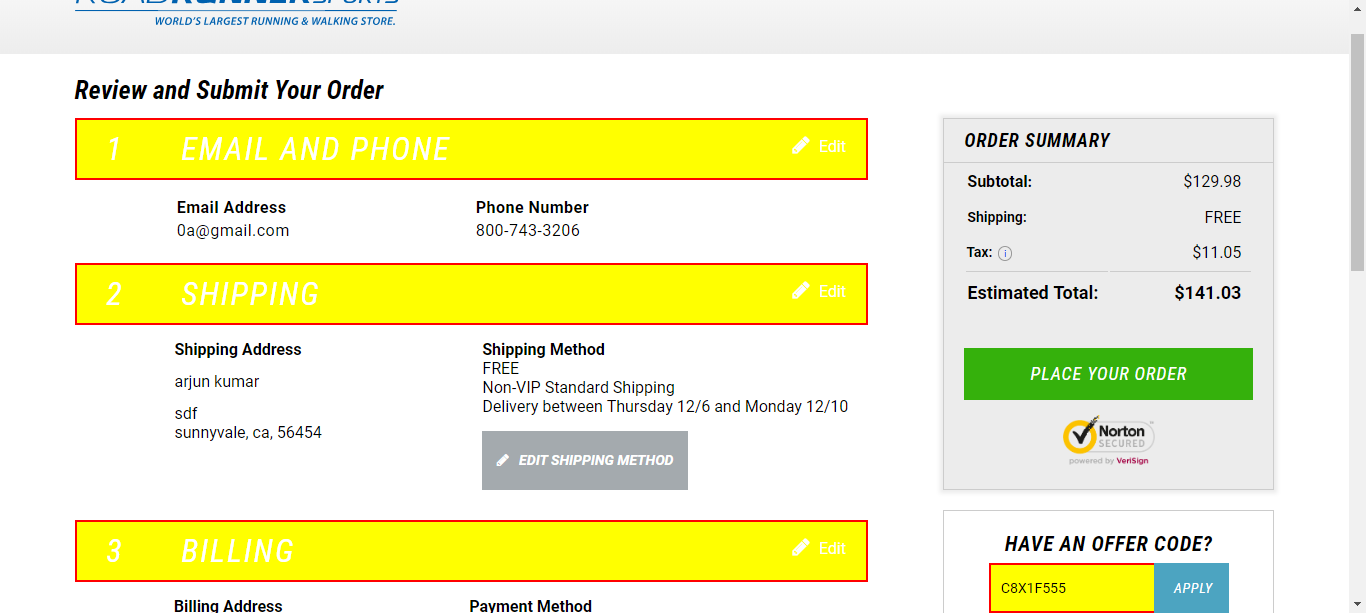 ROADRUNNERSPORTS
WORLD'S LARGEST RUNNING & WALKING STORE.
Review and Submit Your Order
1 EMAIL AND PHONE Edit
Email Address Phone Number
0a@gmail.com 800-743-3206
2 SHIPPING Edit
Shipping Address
arjun kumar
sdf
sunnyvale, ca, 56454
Shipping Method
FREE
Non-VIP Standard Shipping
Delivery between Thursday 12/6 and Monday 12/10
EDIT SHIPPING METHOD
3 BILLING Edit
Billing Address Payment Method
ORDER SUMMARY
Subtotal: $129.98
Shipping: FREE
Tax: i $11.05
Estimated Total: $141.03
PLACE YOUR ORDER
Norton
SECURED
powered by VeriSign
HAVE AN OFFER CODE?
C8X1F555 APPLY